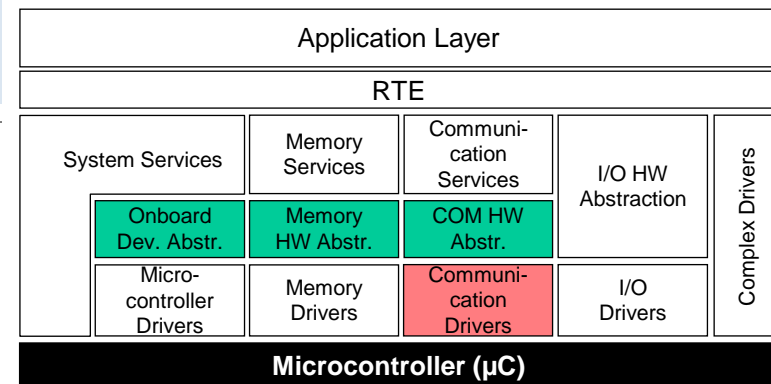 Application Layer
RTE
System Services
Memory
Services
Communi-
cation
Services
I/O HW
Abstraction
Complex Drivers
Onboard
Dev. Abstr.
Memory
HW Abstr.
COM HW
Abstr.
Micro-
controller
Drivers
Memory
Drivers
Communi-
cation
Drivers
I/O
Drivers
Microcontroller (µC)